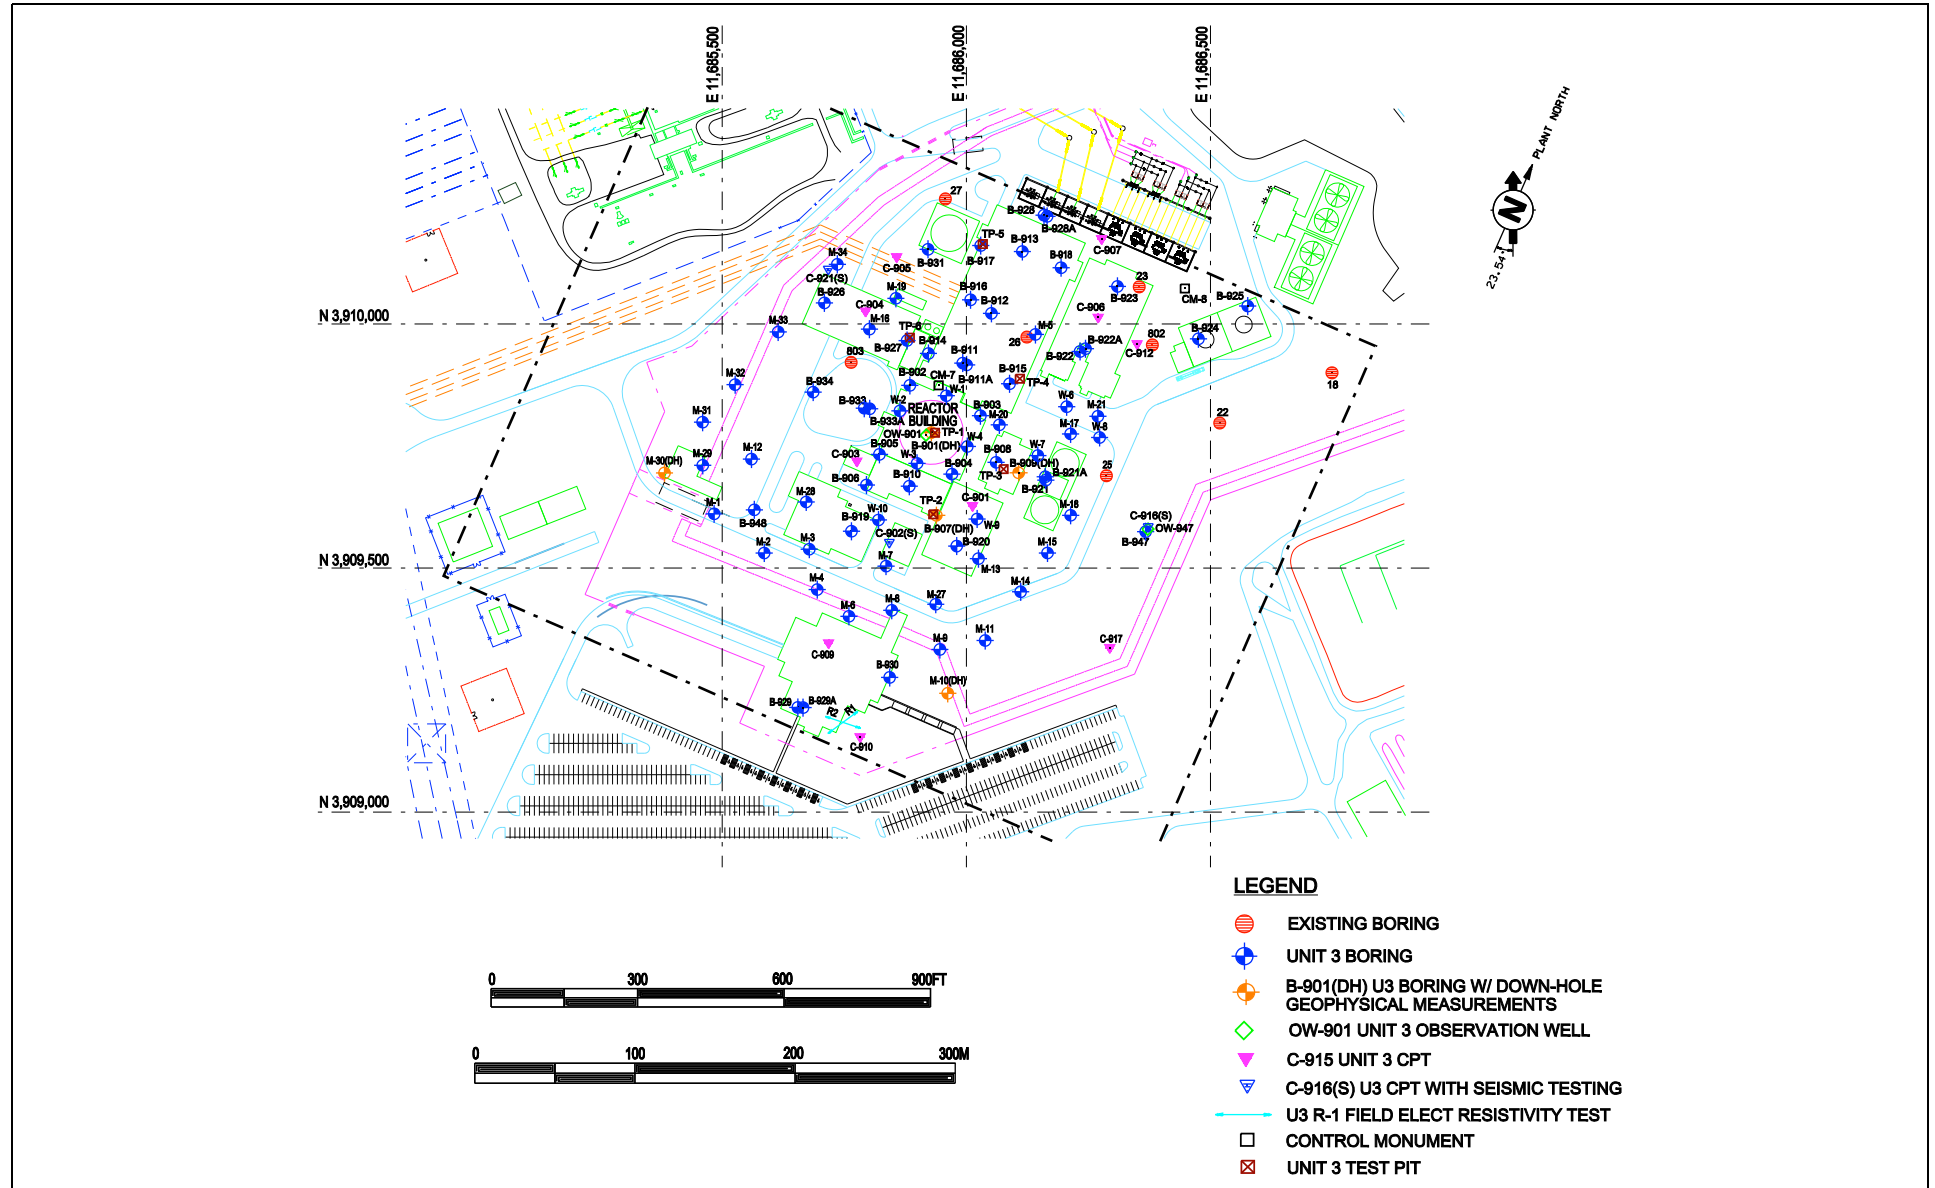 E 11,685,500
E 11,686,000
E 11,686,500
PLANT NORTH
N
23.54°
N 3,910,000
N 3,909,500
N 3,909,000
27
B-928
B-928A
TP-5
B-917
B-913
C-907
B-931
B-918
M-34
C-905
C-921(S)
B-926
M-19
C-904
B-916
B-912
23
B-923
CM-8
B-925
C-906
M-33
M-16
TP-6
B-927
B-914
26
M-5
B-922
B-922A
802
C-912
B-924
803
B-911
B-911A
B-902
CM-7
W-1
B-915
TP-4
18
M-32
B-934
B-933
B-933A
W-2
REACTOR
BUILDING
B-903
M-20
W-6
M-21
M-31
22
OW-901
TP-1
B-901(DH)
W-4
M-17
W-8
M-12
B-905
W-3
B-904
B-908
W-7
B-909(DH)
TP-3
B-921A
B-921
25
M-30(DH)
M-29
C-903
B-906
B-910
M-1
B-948
M-28
TP-2
C-901
B-919
W-10
B-907(DH)
W-9
M-18
C-916(S)
OW-947
B-947
C-902(S)
B-920
M-2
M-3
M-7
M-13
M-15
M-4
M-6
M-8
M-27
M-14
M-9
M-11
C-917
C-909
B-930
M-10(DH)
B-929
B-929A
R2
R1
C-910
LEGEND
EXISTING BORING
UNIT 3 BORING
B-901(DH) U3 BORING W/ DOWN-HOLE
GEOPHYSICAL MEASUREMENTS
OW-901 UNIT 3 OBSERVATION WELL
C-915 UNIT 3 CPT
C-916(S) U3 CPT WITH SEISMIC TESTING
U3 R-1 FIELD ELECT RESISTIVITY TEST
CONTROL MONUMENT
UNIT 3 TEST PIT
0 300 600 900FT
0 100 200 300M